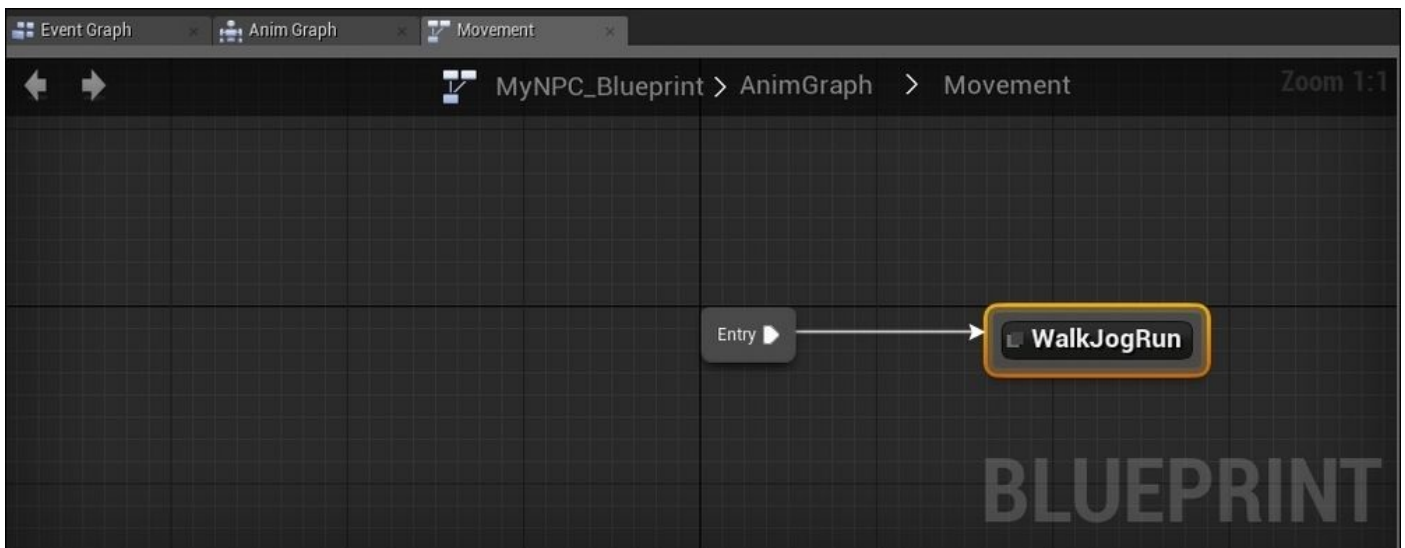 Event Graph Anim Graph Movement
MyNPC_Blueprint > AnimGraph > Movement Zoom 1:1
Entry WalkJogRun
BLUEPRINT